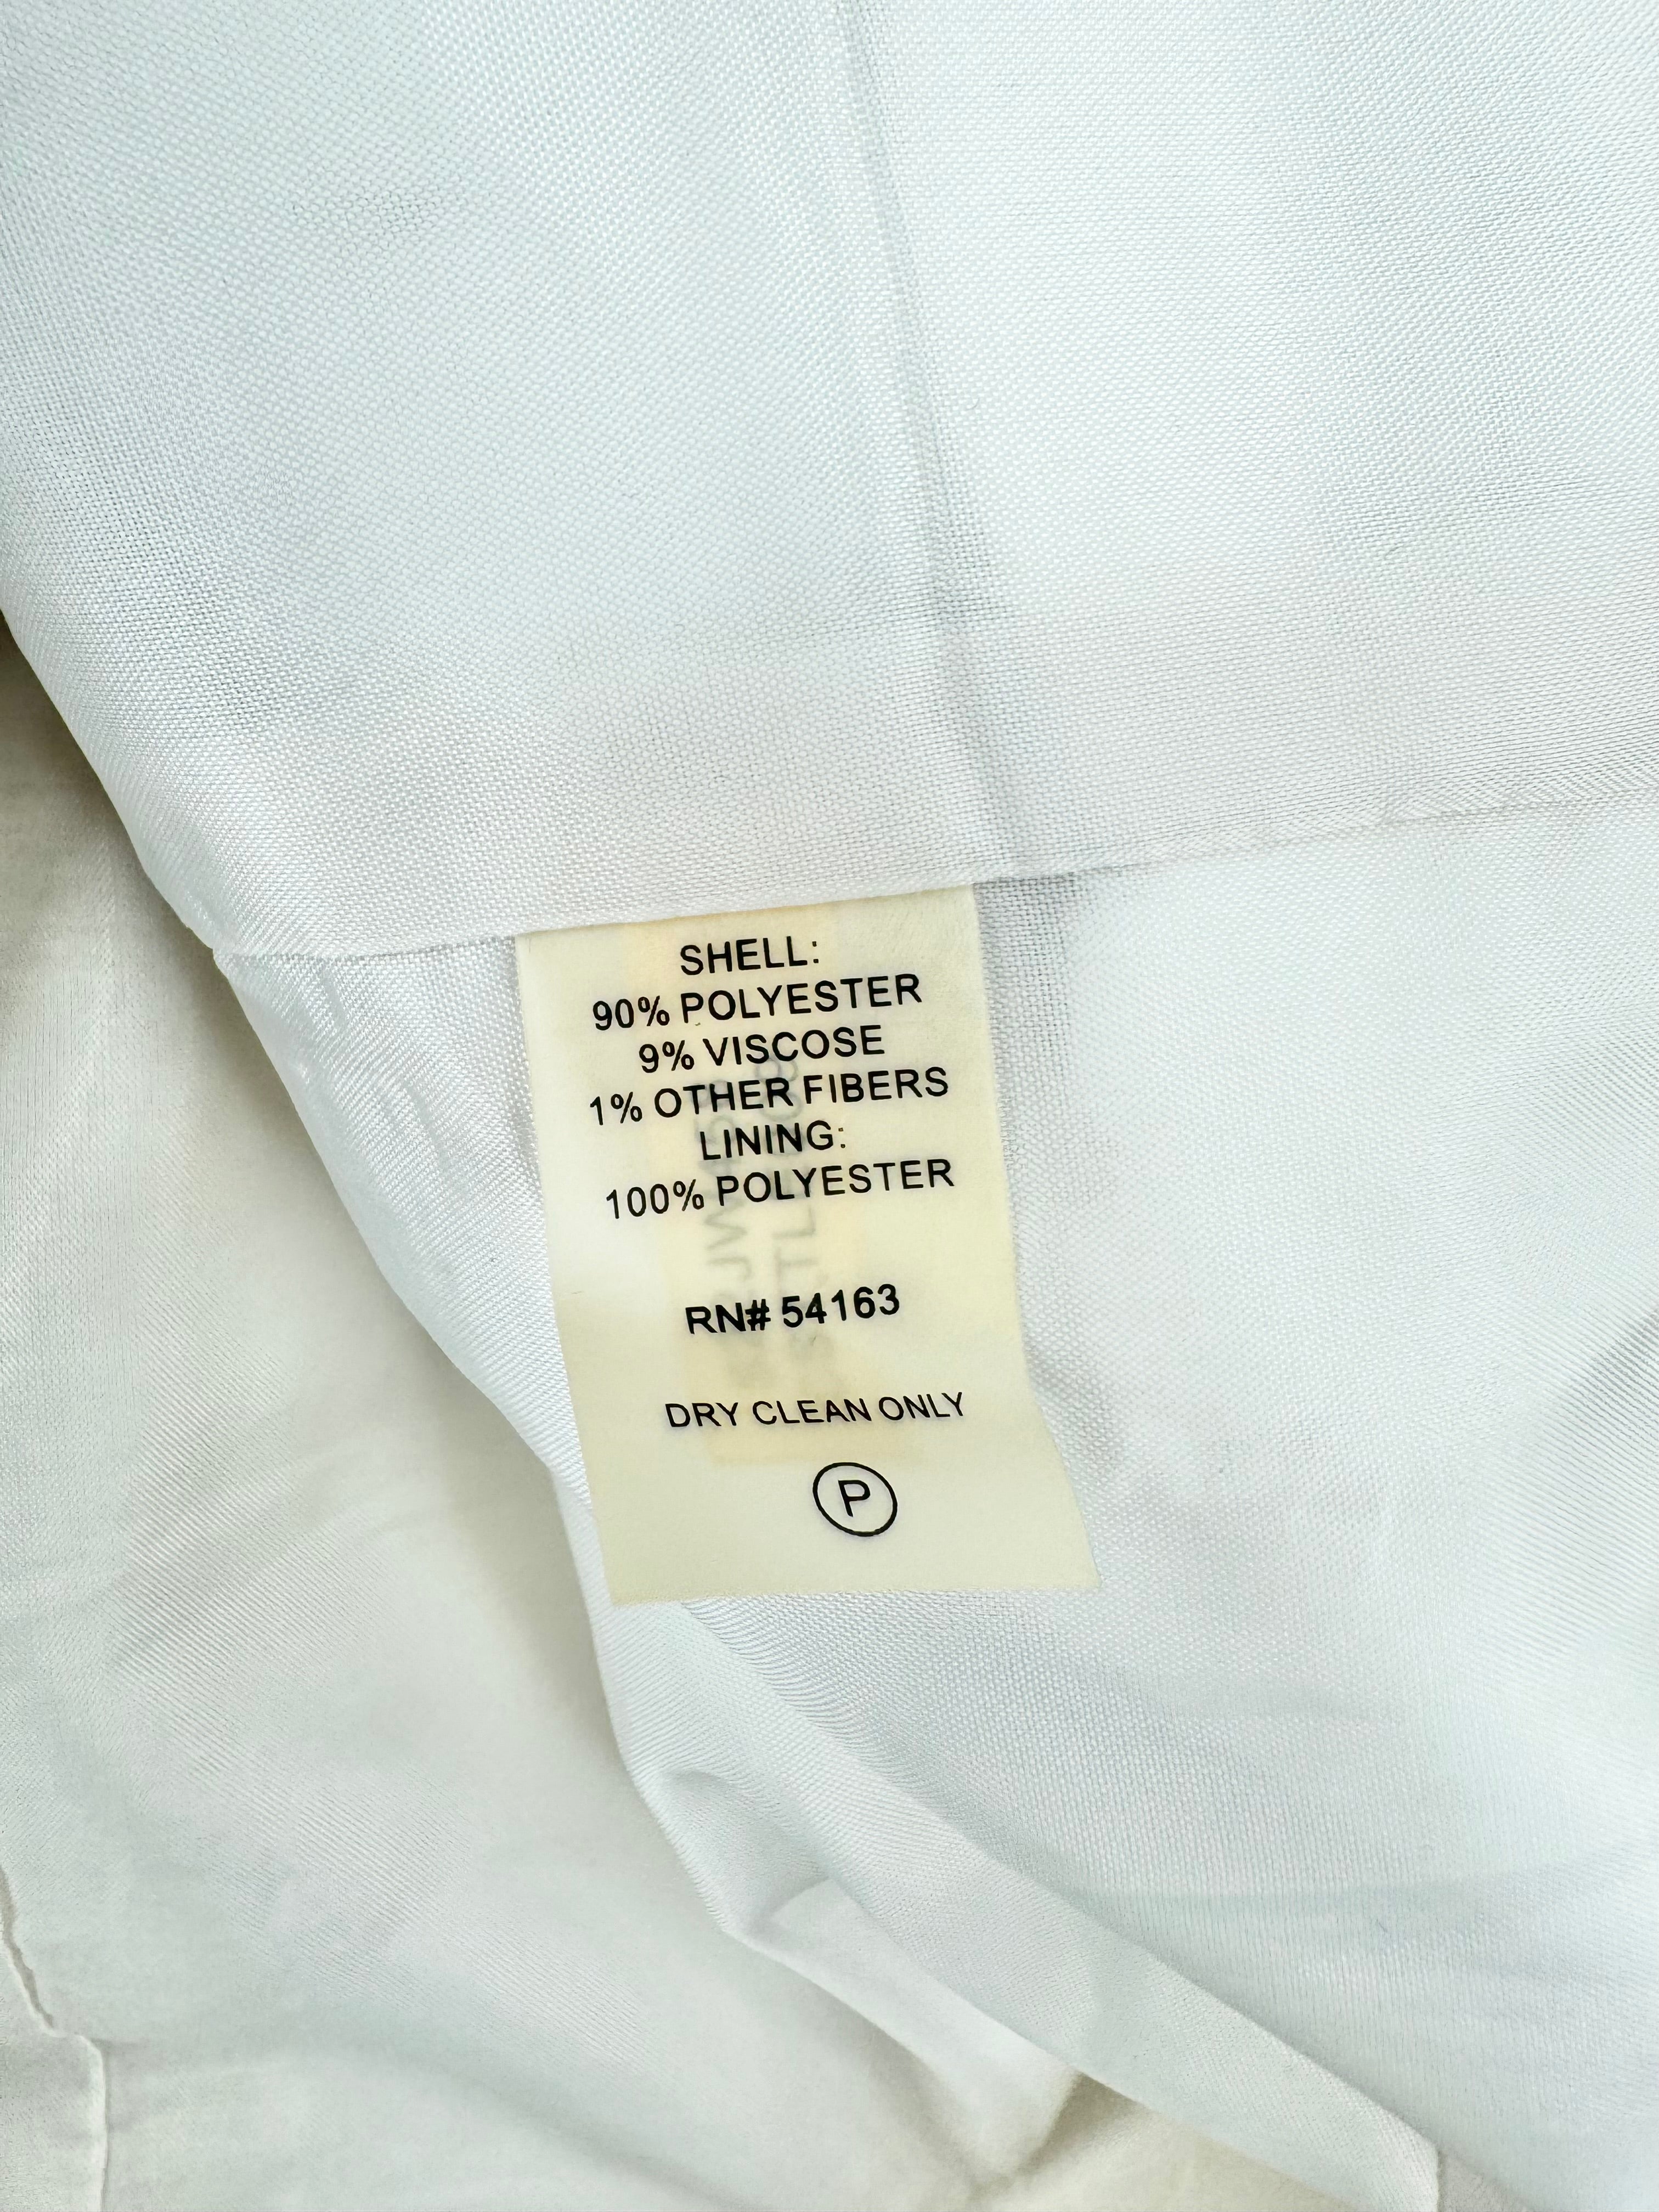 SHELL:
90% POLYESTER
9% VISCOSE
1% OTHER FIBERS
LINING:
100% POLYESTER
RN# 54163
DRY CLEAN ONLY
P